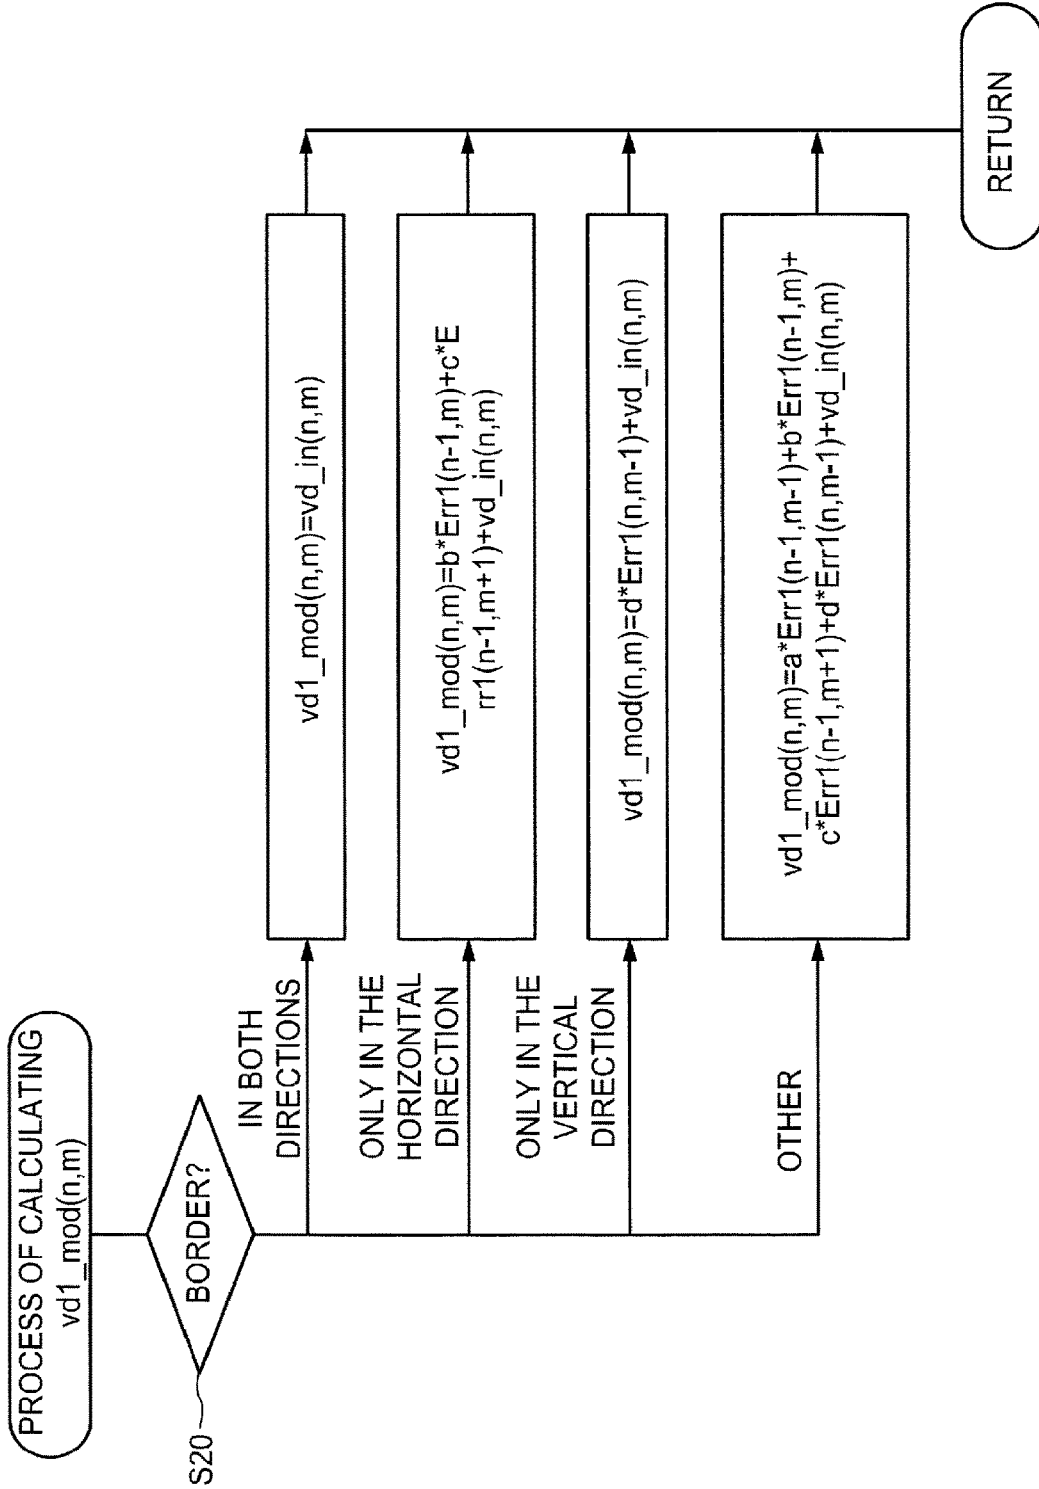 PROCESS OF CALCULATING
vd1_mod(n,m)
S20
BORDER?
IN BOTH
DIRECTIONS
vd1_mod(n,m)=vd_in(n,m)
ONLY IN THE
HORIZONTAL
DIRECTION
vd1_mod(n,m)=b*Err1(n-1,m)+c*E
rr1(n-1,m+1)+vd_in(n,m)
ONLY IN THE
VERTICAL
DIRECTION
vd1_mod(n,m)=d*Err1(n,m-1)+vd_in(n,m)
OTHER
vd1_mod(n,m)=a*Err1(n-1,m-1)+b*Err1(n-1,m)+
c*Err1(n-1,m+1)+d*Err1(n,m-1)+vd_in(n,m)
RETURN